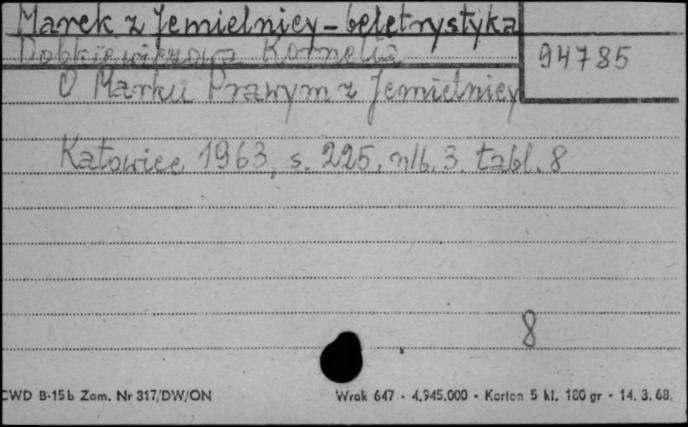 Marek z Jemielnicy - beletrystyka
94785
Dobkiewiczowa Kornelia
O Marku Prawym z Jemielnicy
Katowice 1963, s. 225, nlb. 3. tabl. 8
8
CWD B-15b Zam. Nr 317/DW/ON
Wrak 647 - 4.945.000 - Karton 5 kl. 180 gr - 14. 3. 68.